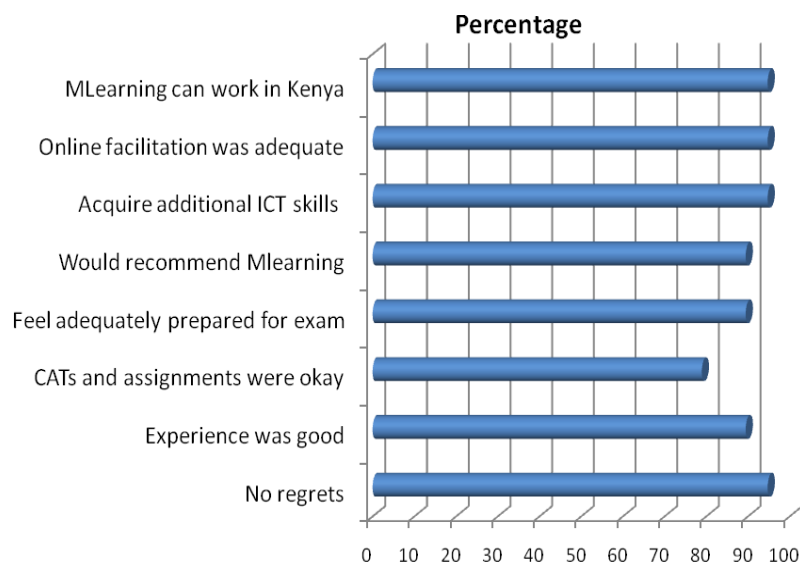 Percentage
MLearning can work in Kenya
Online facilitation was adequate
Acquire additional ICT skills
Would recommend Mlearning
Feel adequately prepared for exam
CATs and assignments were okay
Experience was good
No regrets
0 10 20 30 40 50 60 70 80 90 100